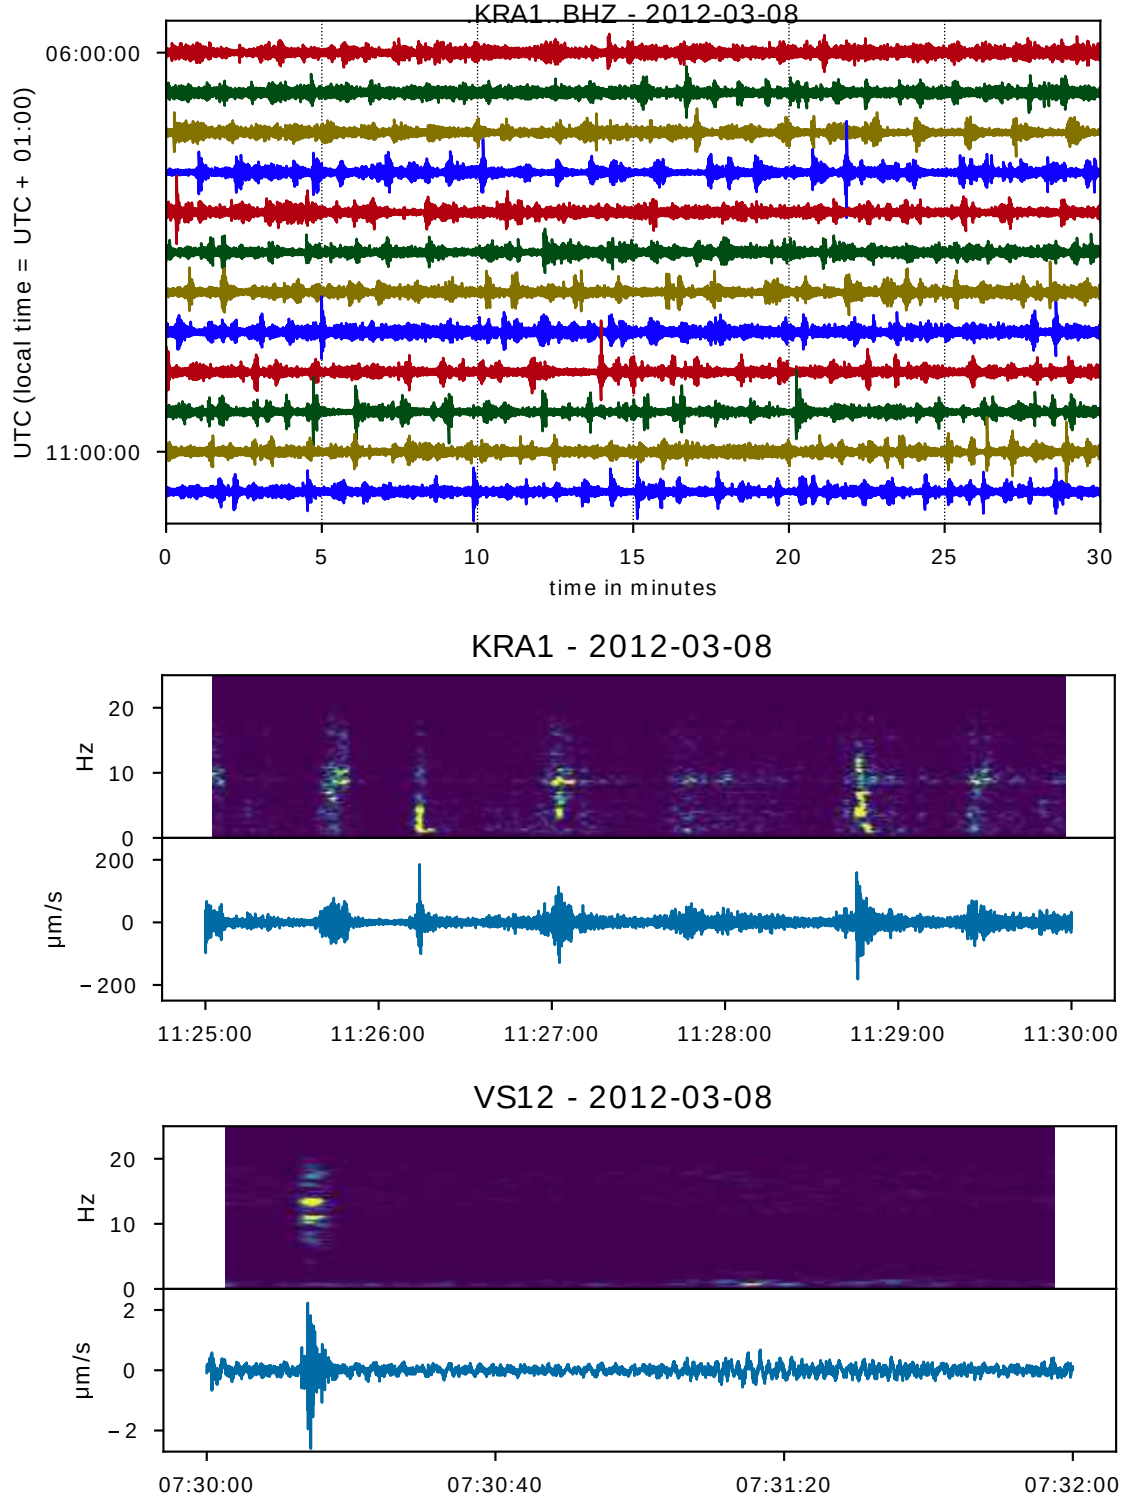 .KRA1..BHZ - 2012-03-08
06:00:00
11:00:00
UTC (local time = UTC + 01:00)
0 5 10 15 20 25 30
time in minutes
KRA1 - 2012-03-08
20
10
0
Hz
200
0
−200
µm/s
11:25:00 11:26:00 11:27:00 11:28:00 11:29:00 11:30:00
VS12 - 2012-03-08
20
10
0
Hz
2
0
−2
µm/s
07:30:00 07:30:40 07:31:20 07:32:00